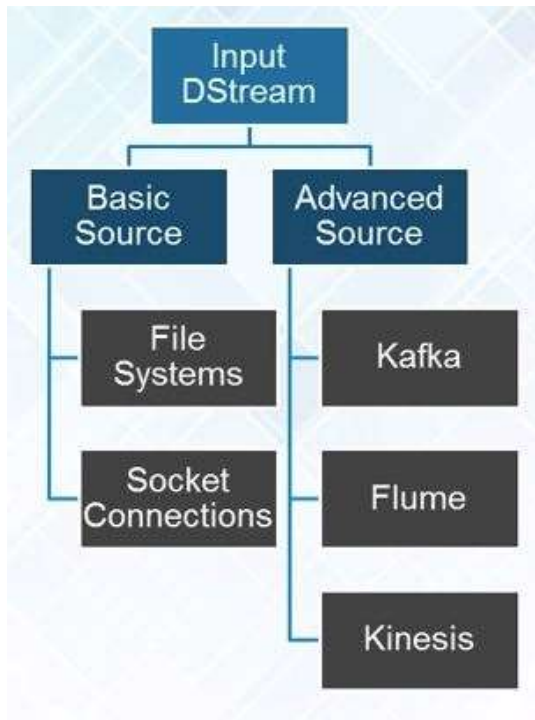 Input
DStream
Basic
Source
Advanced
Source
File
Systems
Kafka
Socket
Connections
Flume
Kinesis